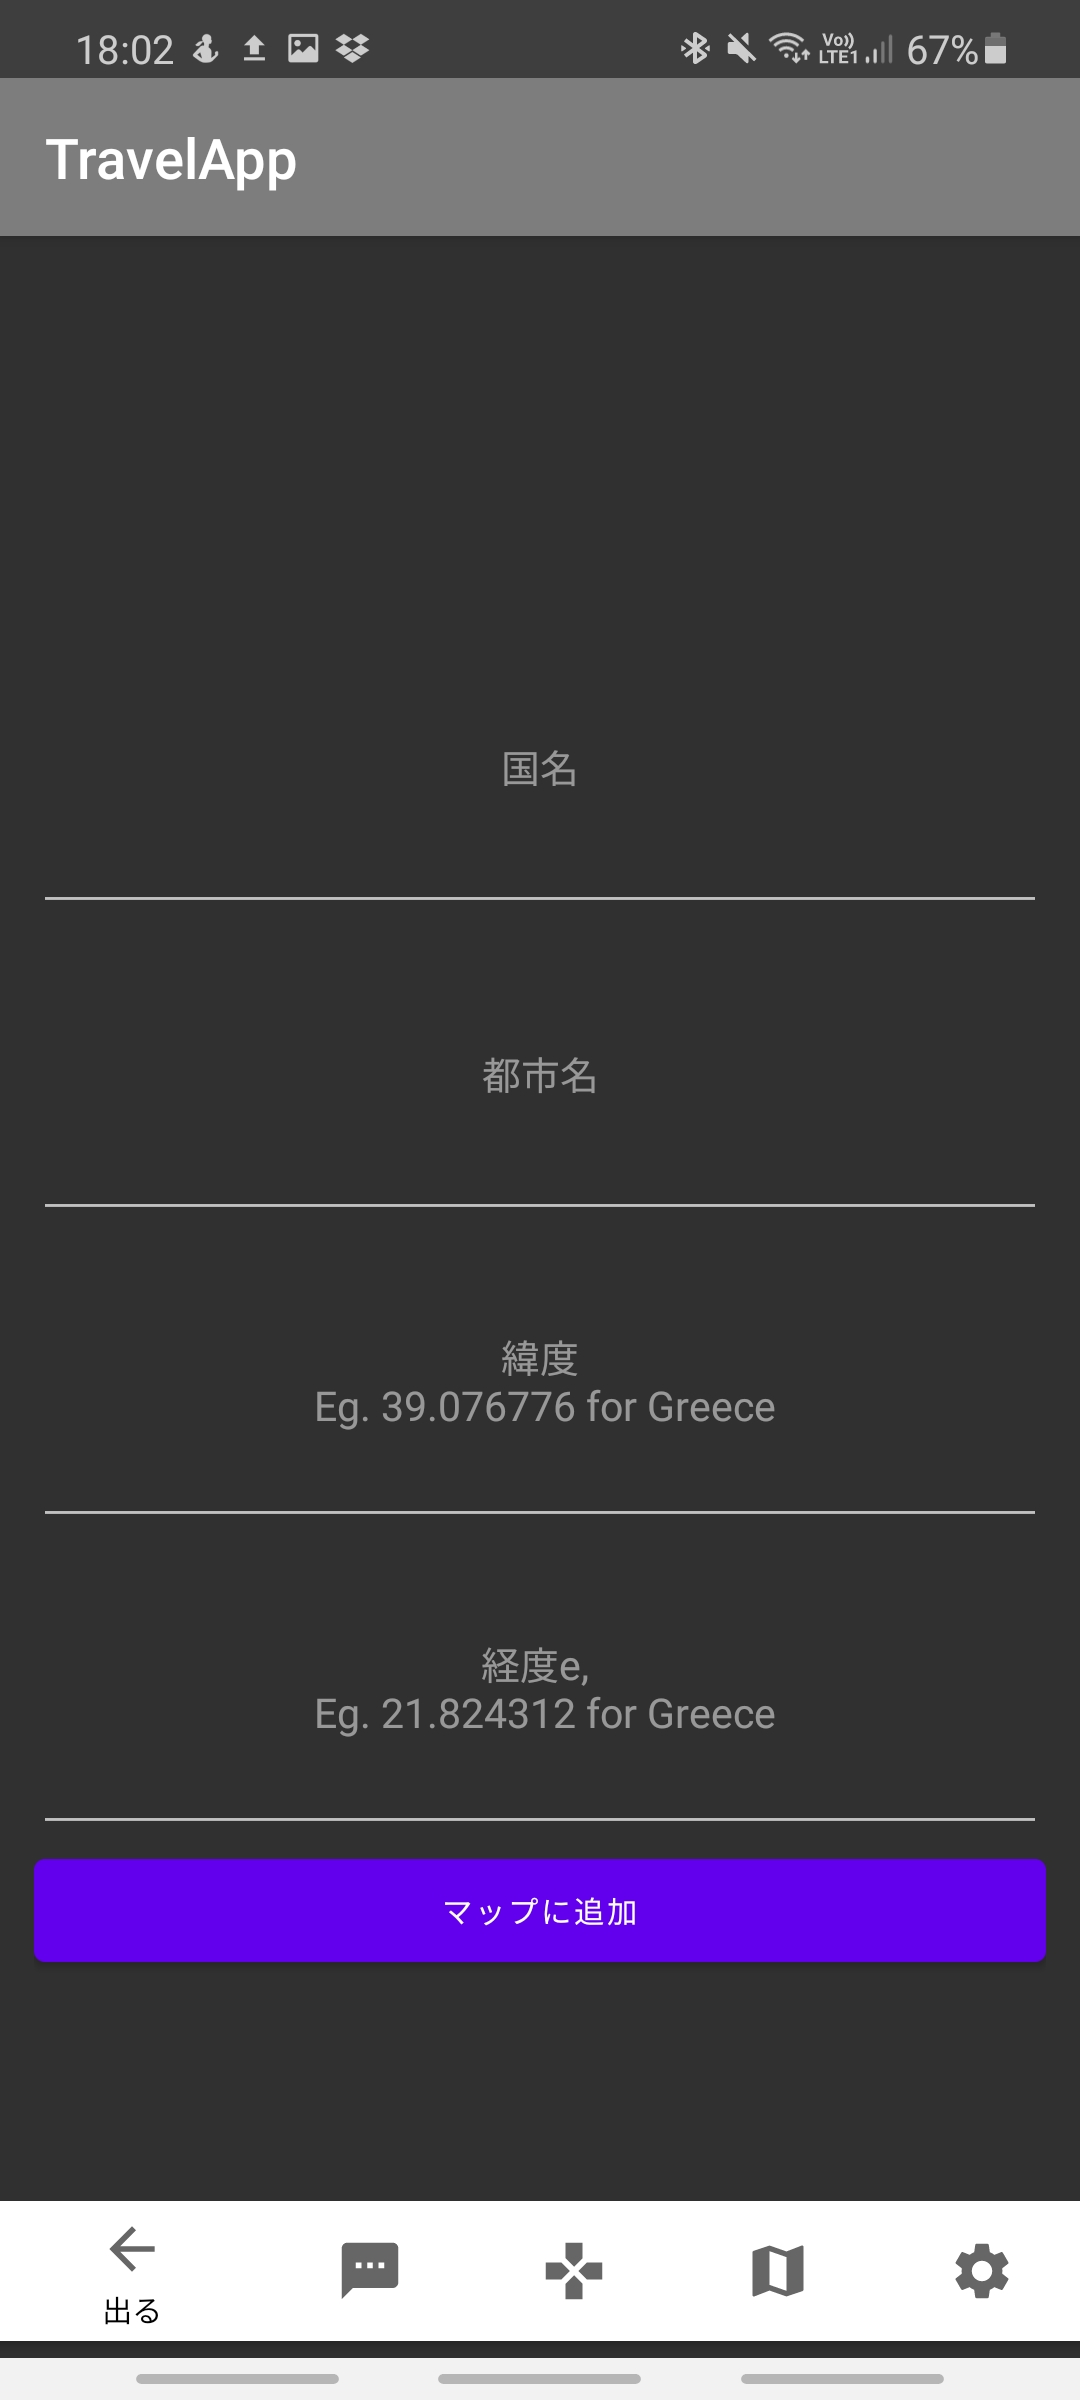 18:02
Vo))
LTE1
67%
TravelApp
国名
都市名
緯度
Eg. 39.076776 for Greece
経度e,
Eg. 21.824312 for Greece
マップに追加
出る